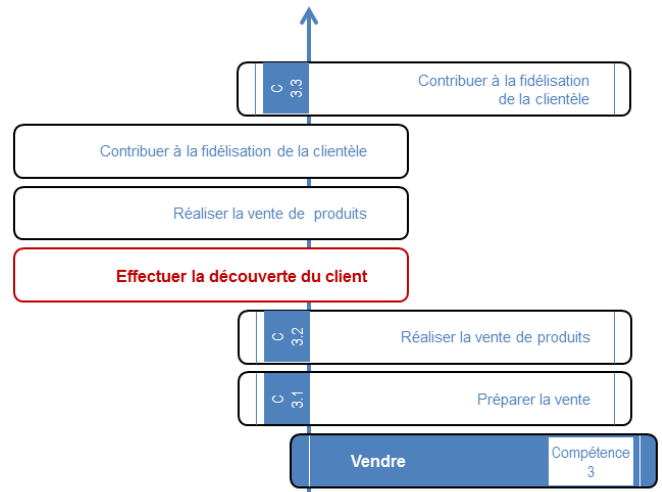 C 3.3
Contribuer à la fidélisation
de la clientèle
Contribuer à la fidélisation de la clientèle
Réaliser la vente de produits
Effectuer la découverte du client
C 3.2
Réaliser la vente de produits
C 3.1
Préparer la vente
Vendre
Compétence
3